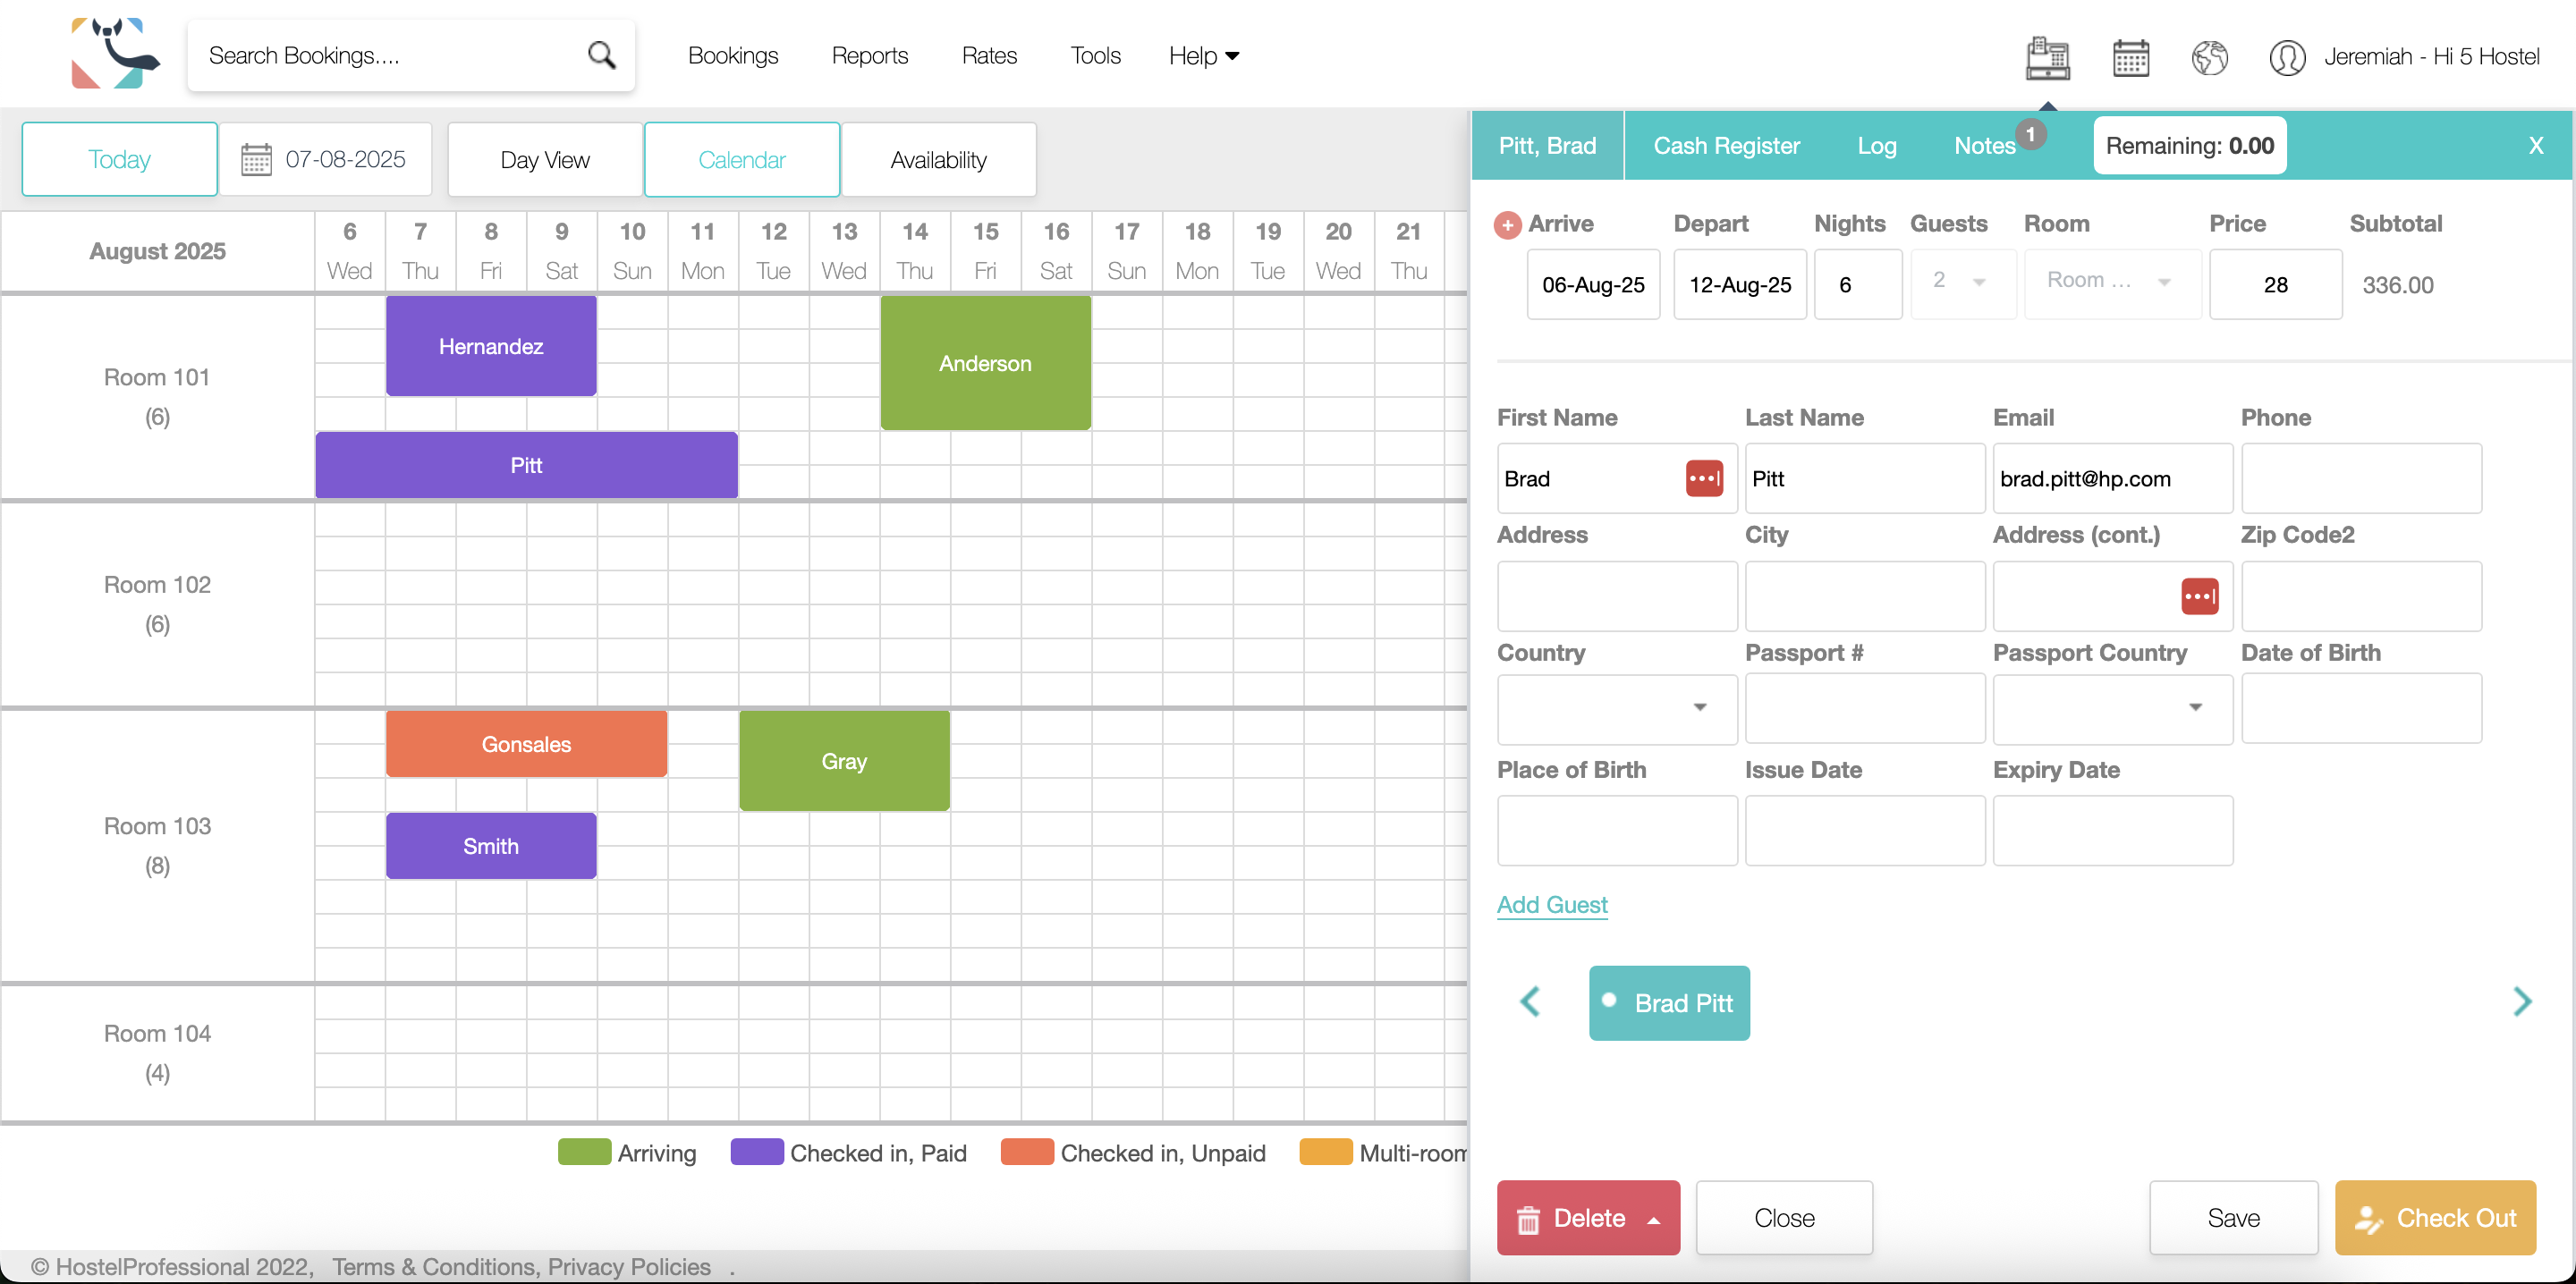 Search Bookings....
Bookings Reports Rates Tools Help
Jeremiah - Hi 5 Hostel
Today 07-08-2025 Day View Calendar Availability
August 2025
6 7 8 9 10 11 12 13 14 15 16 17 18 19 20 21
Wed Thu Fri Sat Sun Mon Tue Wed Thu Fri Sat Sun Mon Tue Wed Thu
Room 101
(6)
Hernandez
Anderson
Pitt
Room 102
(6)
Room 103
(8)
Gonsales
Gray
Smith
Room 104
(4)
Arriving Checked in, Paid Checked in, Unpaid Multi-room
© HostelProfessional 2022, Terms & Conditions, Privacy Policies .
Pitt, Brad Cash Register Log Notes 1 Remaining: 0.00 X
+ Arrive Depart Nights Guests Room Price Subtotal
06-Aug-25 12-Aug-25 6 2 Room ... 28 336.00
First Name Last Name Email Phone
Brad Pitt brad.pitt@hp.com
Address City Address (cont.) Zip Code2
Country Passport # Passport Country Date of Birth
Place of Birth Issue Date Expiry Date
Add Guest
Brad Pitt
Delete Close Save Check Out